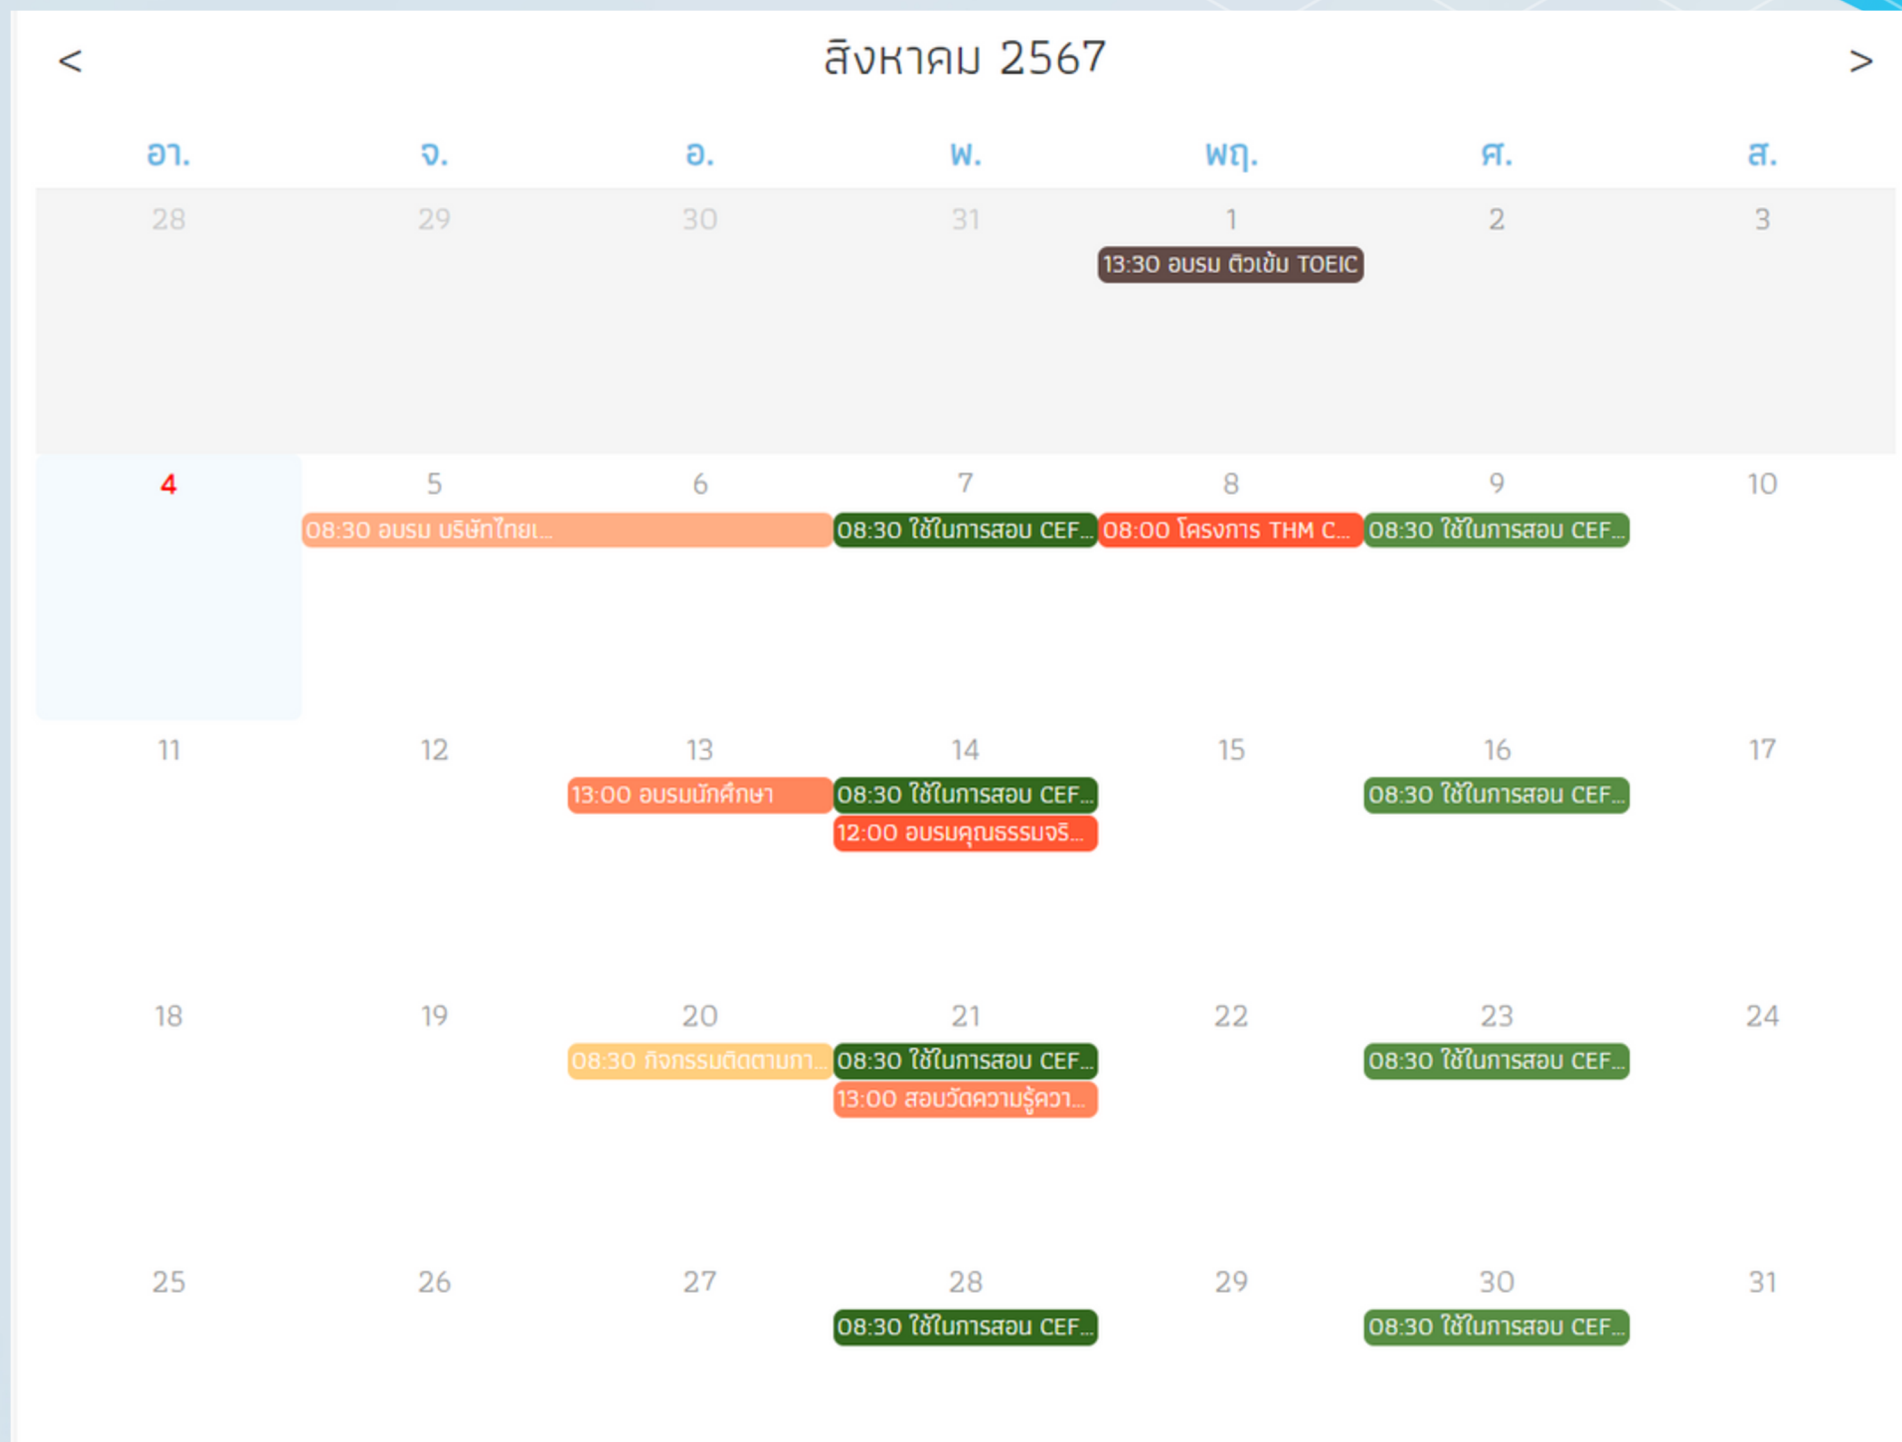 < สิงหาคม 2567 >
อา. จ. อ. พ. พฤ. ศ. ส.
28 29 30 31 1 2 3
13:30 อบรม ติวเข้ม TOEIC
4 5 6 7 8 9 10
08:30 อบรม บริษัทไทยเ... 08:30 ใช้ในการสอน CEF... 08:00 โครงการ THM C... 08:30 ใช้ในการสอน CEF...
11 12 13 14 15 16 17
13:00 อบรมนักศึกษา 08:30 ใช้ในการสอน CEF... 08:30 ใช้ในการสอน CEF...
12:00 อบรมคุณธรรมจริ...
18 19 20 21 22 23 24
08:30 กิจกรรมติดตามกา... 08:30 ใช้ในการสอน CEF... 08:30 ใช้ในการสอน CEF...
13:00 สอบวัดความรู้ควา...
25 26 27 28 29 30 31
08:30 ใช้ในการสอน CEF... 08:30 ใช้ในการสอน CEF...